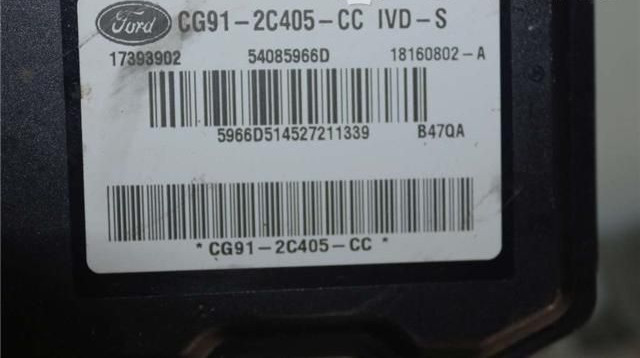 Ford CG91-2C405-CC IVD-S
17393902 54085966D 18160802-A
5966D514527211339 B47QA
*CG91-2C405-CC*